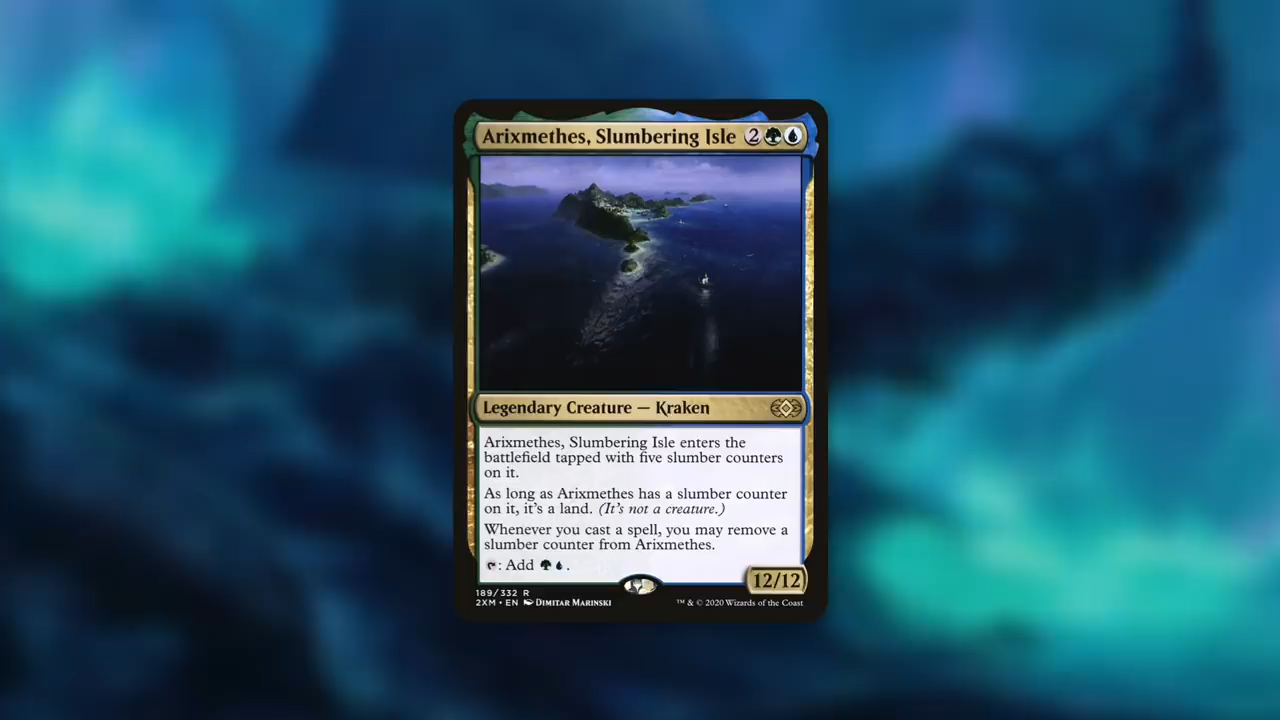 Arixmethes, Slumbering Isle 2
Legendary Creature — Kraken
Arixmethes, Slumbering Isle enters the
battlefield tapped with five slumber counters
on it.
As long as Arixmethes has a slumber counter
on it, it's a land. (It's not a creature.)
Whenever you cast a spell, you may remove a
slumber counter from Arixmethes.
: Add .
12/12
189/332 R
2XM • EN Dimitar Marinski
™ & © 2020 Wizards of the Coast